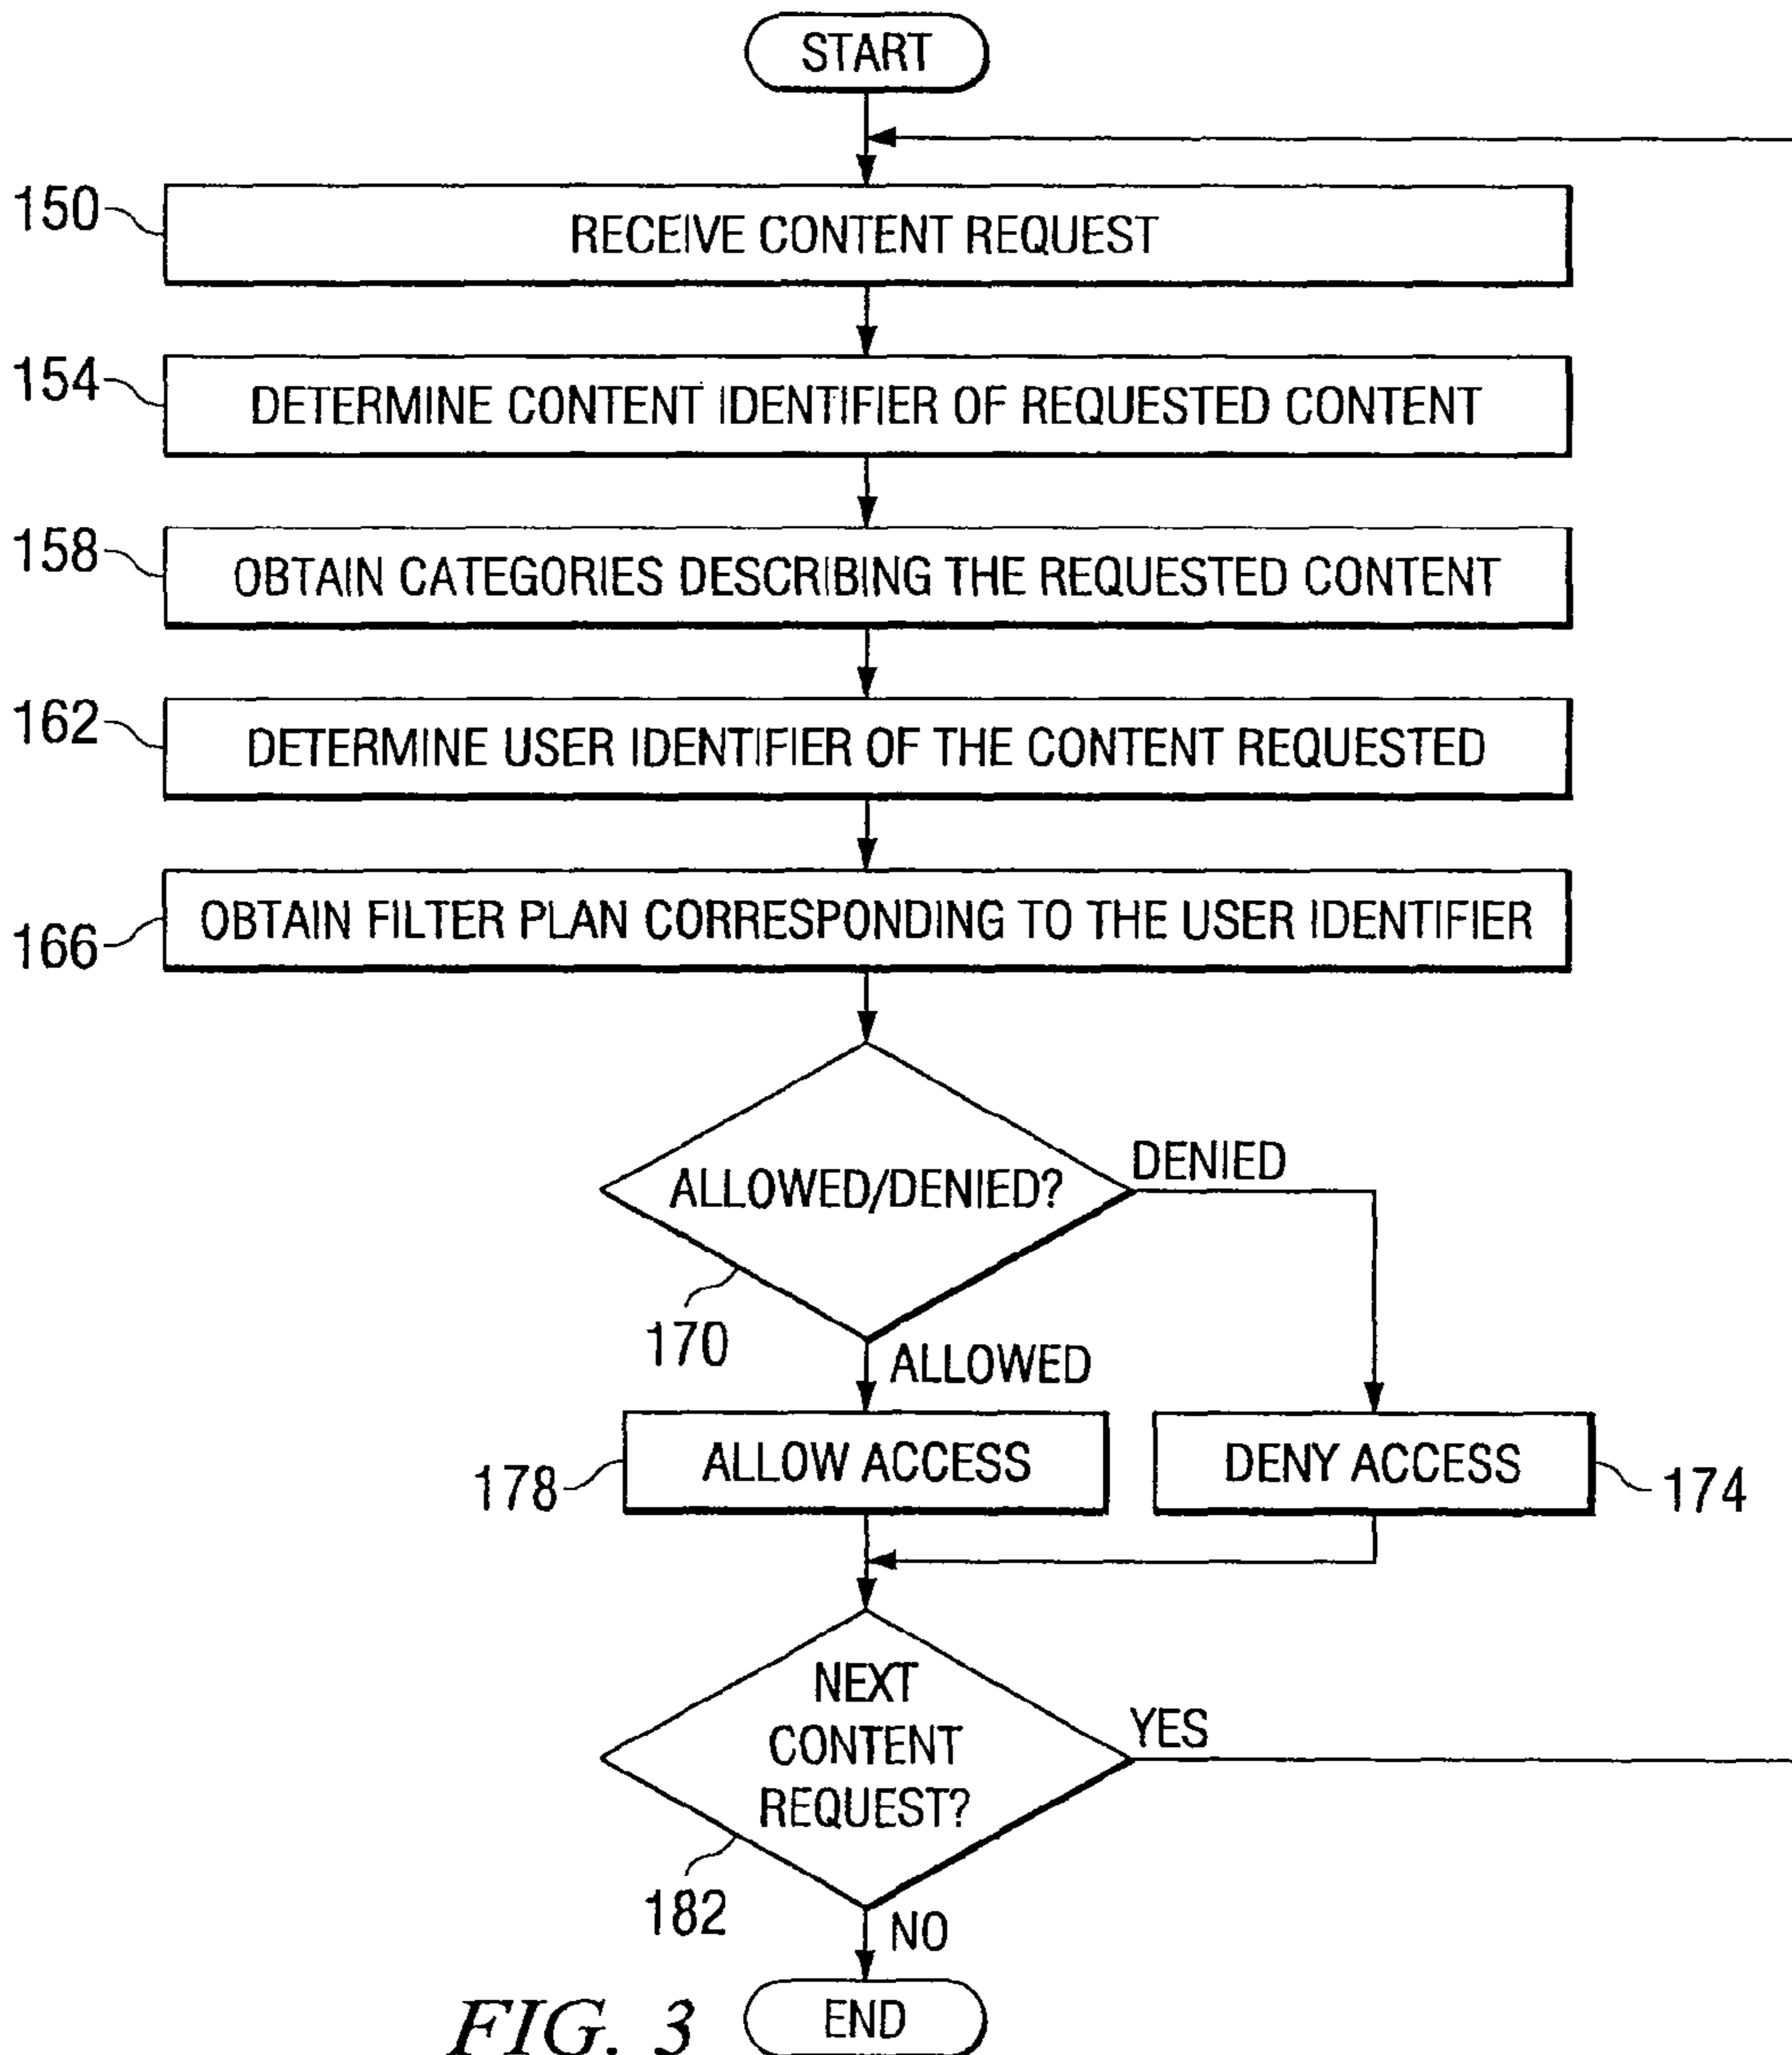 START
150
RECEIVE CONTENT REQUEST
154
DETERMINE CONTENT IDENTIFIER OF REQUESTED CONTENT
158
OBTAIN CATEGORIES DESCRIBING THE REQUESTED CONTENT
162
DETERMINE USER IDENTIFIER OF THE CONTENT REQUESTED
166
OBTAIN FILTER PLAN CORRESPONDING TO THE USER IDENTIFIER
ALLOWED/DENIED?
DENIED
170
ALLOWED
178
ALLOW ACCESS
DENY ACCESS
174
NEXT
CONTENT
REQUEST?
YES
182
NO
FIG. 3
END